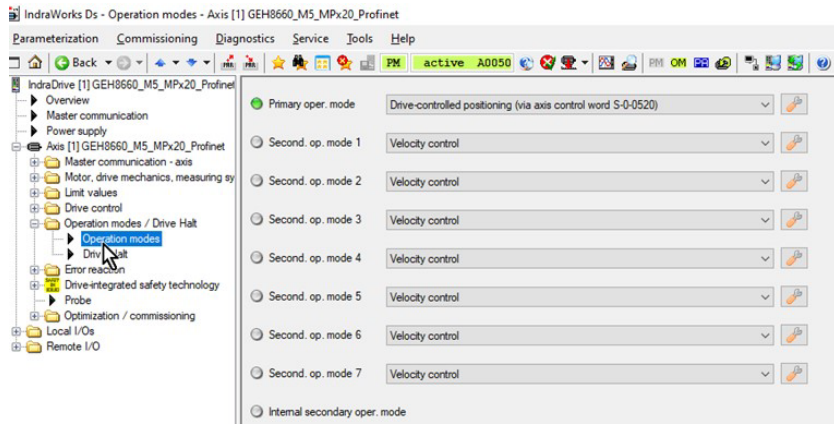 IndraWorks Ds - Operation modes - Axis [1] GEH8660_M5_MPx20_Profinet
Parameterization Commissioning Diagnostics Service Tools Help
Back PM active A0050 PM OM
IndraDrive [1] GEH8660_M5_MPx20_Profinet
Overview
Master communication
Power supply
Axis [1] GEH8660_M5_MPx20_Profinet
Master communication - axis
Motor, drive mechanics, measuring sy
Limit values
Drive control
Operation modes / Drive Halt
Operation modes
Drive Halt
Error reaction
Drive-integrated safety technology
Probe
Optimization / commissioning
Local I/Os
Remote I/O
Primary oper. mode Drive-controlled positioning (via axis control word S-0-0520)
Second. op. mode 1 Velocity control
Second. op. mode 2 Velocity control
Second. op. mode 3 Velocity control
Second. op. mode 4 Velocity control
Second. op. mode 5 Velocity control
Second. op. mode 6 Velocity control
Second. op. mode 7 Velocity control
Internal secondary oper. mode